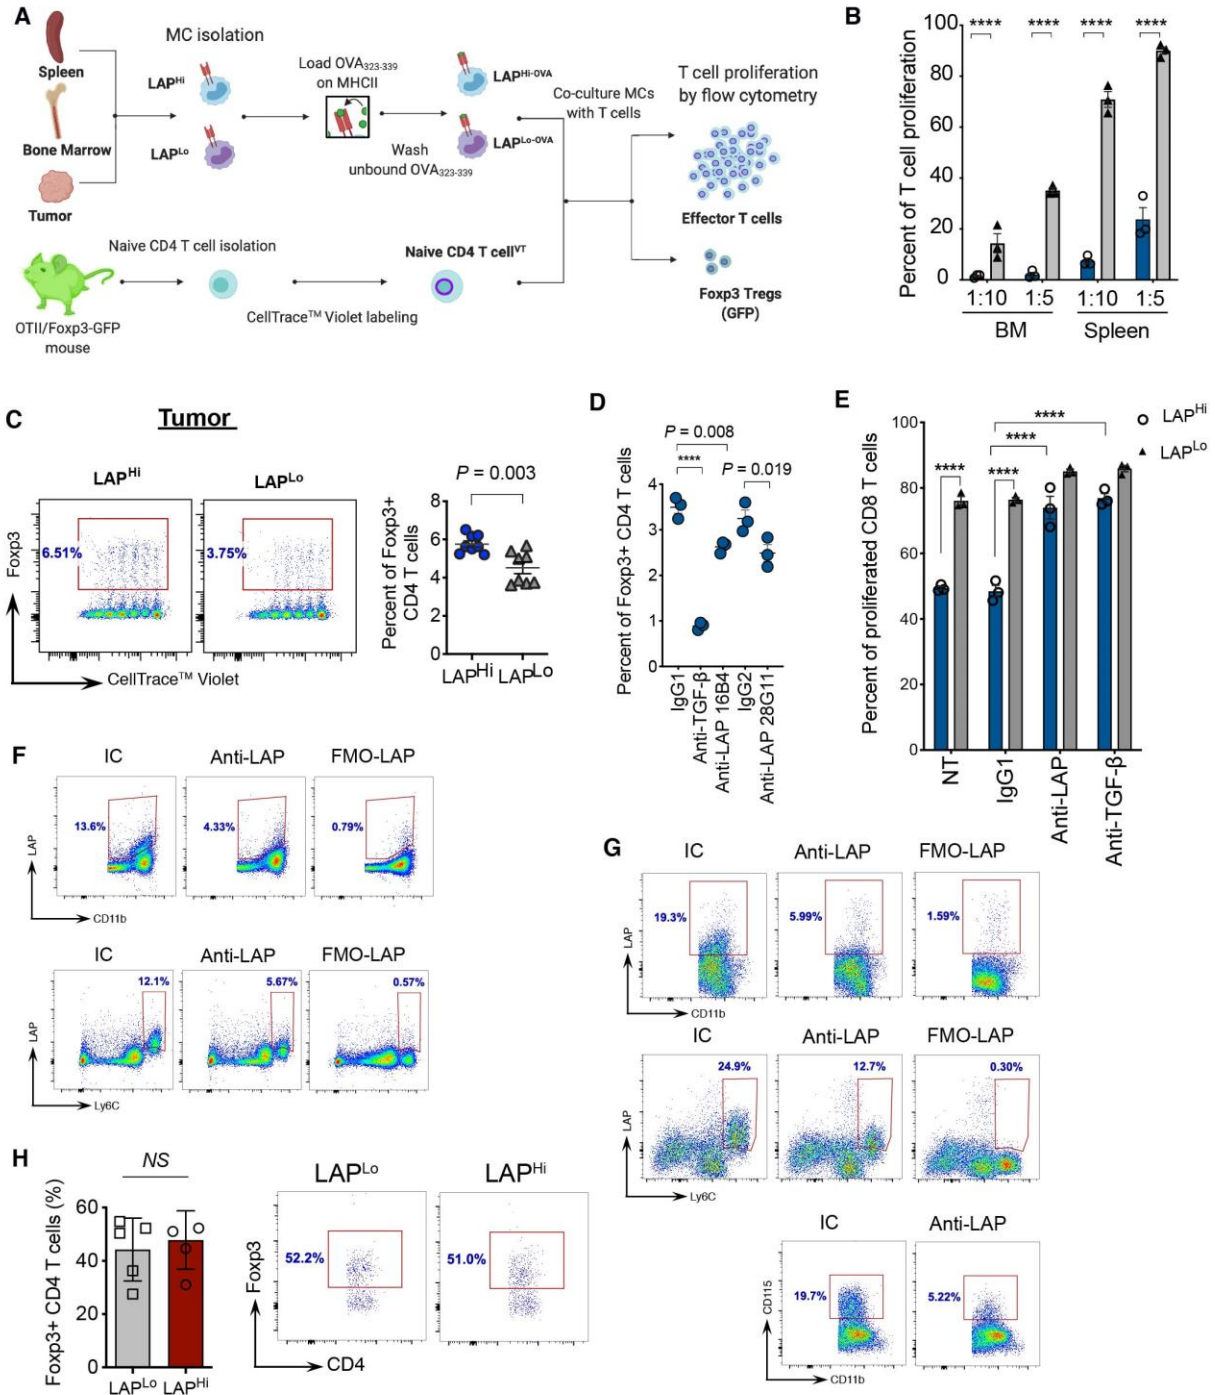 A
Spleen
Bone Marrow
Tumor
MC isolation
LAPHi
LAPLo
Load OVA323-339
on MHCII
Wash
unbound OVA323-339
LAPHi-OVA
LAPLo-OVA
Co-culture MCs
with T cells
T cell proliferation
by flow cytometry
Effector T cells
Foxp3 Tregs
(GFP)
OTII/Foxp3-GFP
mouse
Naive CD4 T cell isolation
Naive CD4 T cellVT
CellTrace™ Violet labeling
B
Percent of T cell proliferation
100
80
60
40
20
0
**** **** **** ****
1:10 1:5 1:10 1:5
BM Spleen
C
Tumor
LAPHi
LAPLo
6.51%
3.75%
Foxp3
CellTrace™ Violet
P = 0.003
Percent of Foxp3+
CD4 T cells
8
6
4
2
0
LAPHi LAPLo
D
P = 0.008
****
P = 0.019
Percent of Foxp3+ CD4 T cells
4
3
2
1
0
IgG1
Anti-TGF-β
Anti-LAP 16B4
IgG2
Anti-LAP 28G11
E
Percent of proliferated CD8 T cells
100
80
60
40
20
0
****
****
**** ****
LAPHi
LAPLo
NT
IgG1
Anti-LAP
Anti-TGF-β
F
IC Anti-LAP FMO-LAP
13.6% 4.33% 0.79%
LAP
CD11b
IC Anti-LAP FMO-LAP
12.1% 5.67% 0.57%
LAP
Ly6C
G
IC Anti-LAP FMO-LAP
19.3% 5.99% 1.59%
LAP
CD11b
IC Anti-LAP FMO-LAP
24.9% 12.7% 0.30%
LAP
Ly6C
IC Anti-LAP
19.7% 5.22%
CD115
CD11b
H
NS
Foxp3+ CD4 T cells (%)
60
40
20
0
LAPLo LAPHi
LAPLo LAPHi
52.2% 51.0%
Foxp3
CD4